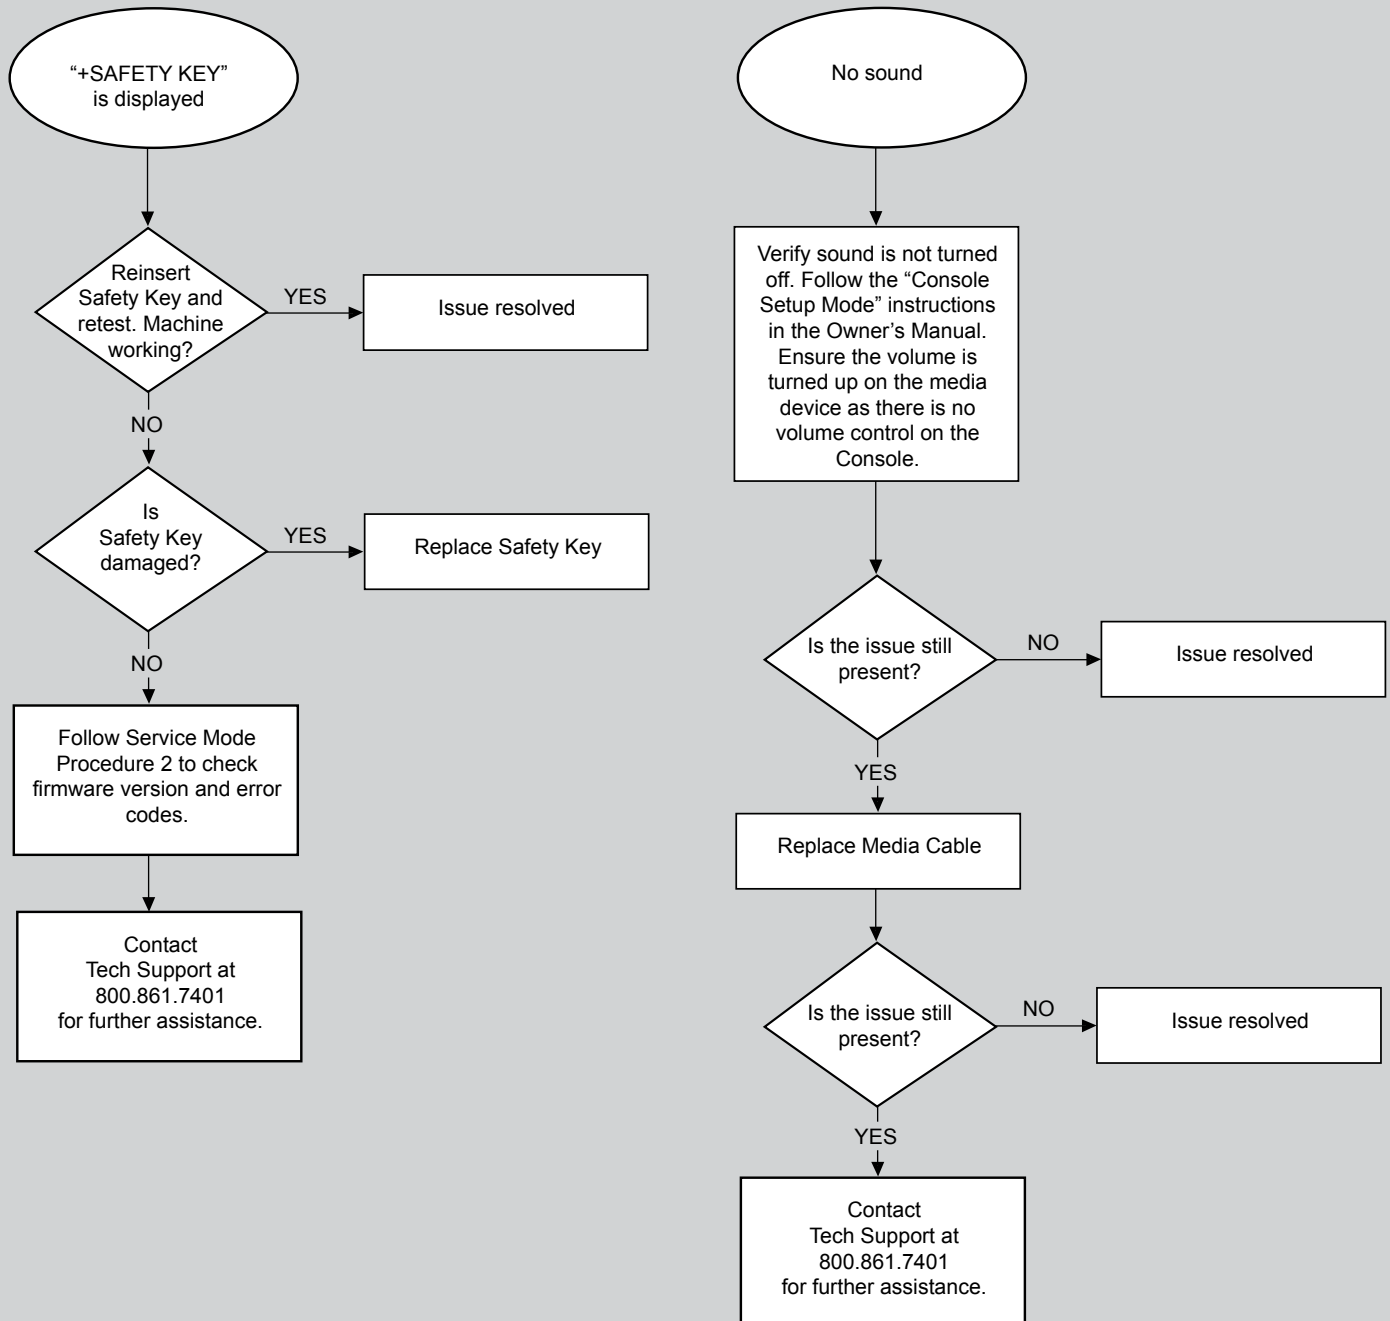 “+SAFETY KEY”
is displayed
Reinsert
Safety Key and
retest. Machine
working?
YES
Issue resolved
NO
Is
Safety Key
damaged?
YES
Replace Safety Key
NO
Follow Service Mode
Procedure 2 to check
firmware version and error
codes.
Contact
Tech Support at
800.861.7401
for further assistance.
No sound
Verify sound is not turned
off. Follow the “Console
Setup Mode” instructions
in the Owner’s Manual.
Ensure the volume is
turned up on the media
device as there is no
volume control on the
Console.
Is the issue still
present?
NO
Issue resolved
YES
Replace Media Cable
Is the issue still
present?
NO
Issue resolved
YES
Contact
Tech Support at
800.861.7401
for further assistance.